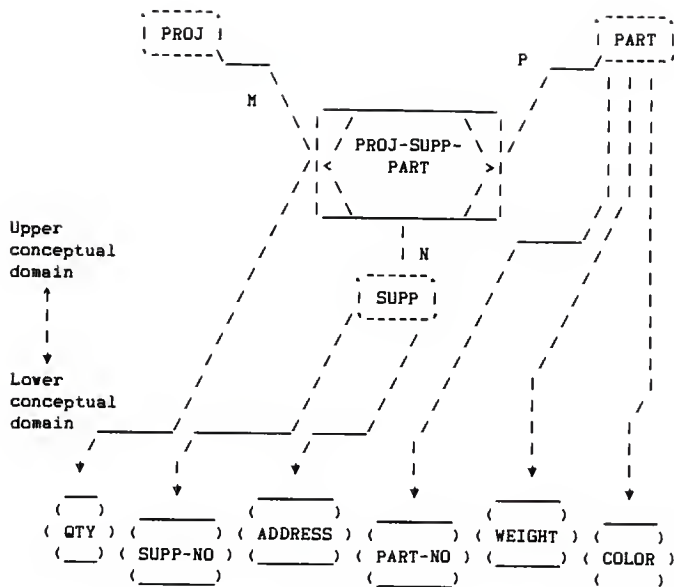 PROJ
PART
P
M
PROJ-SUPP-
PART
Upper
conceptual
domain
N
SUPP
Lower
conceptual
domain
QTY
SUPP-NO
ADDRESS
PART-NO
WEIGHT
COLOR